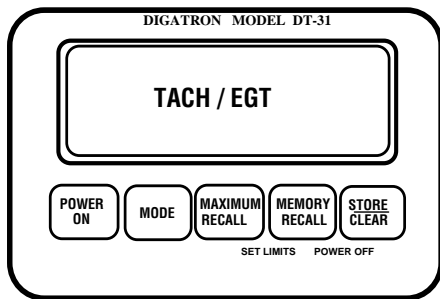 DIGATRON MODEL DT-31
TACH / EGT
POWER ON
MODE
MAXIMUM RECALL
MEMORY RECALL
STORE CLEAR
SET LIMITS POWER OFF